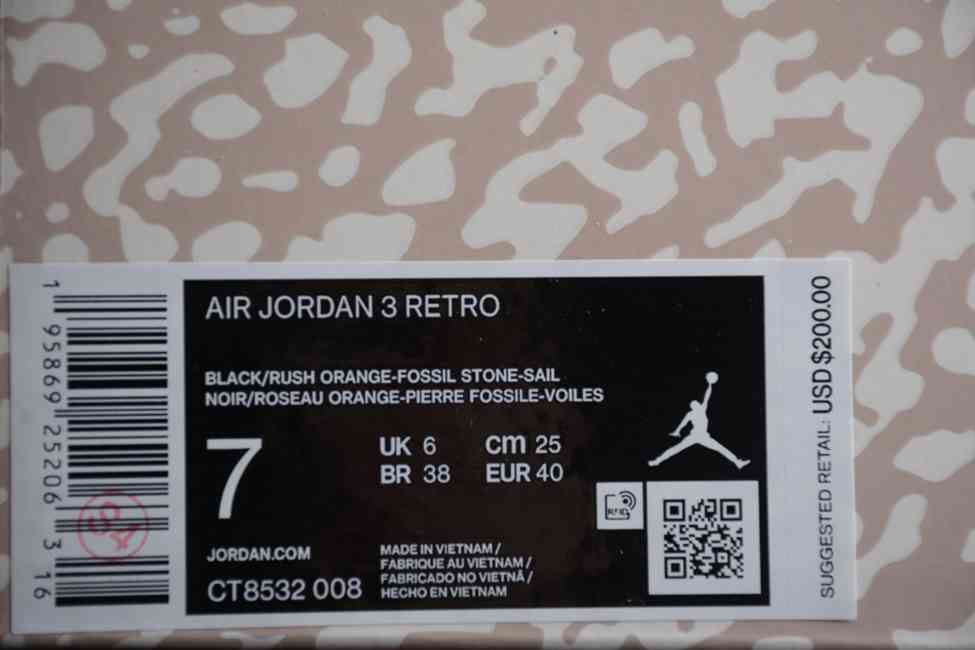 AIR JORDAN 3 RETRO
BLACK/RUSH ORANGE-FOSSIL STONE-SAIL
NOIR/ROSEAU ORANGE-PIERRE FOSSILE-VOILES
7
UK 6 cm 25
BR 38 EUR 40
JORDAN.COM
CT8532 008
MADE IN VIETNAM /
FABRIQUE AU VIETNAM /
FABRICADO NO VIETNÃ /
HECHO EN VIETNAM
RFID
1 95869 25206 3 16
SUGGESTED RETAIL: USD $200.00